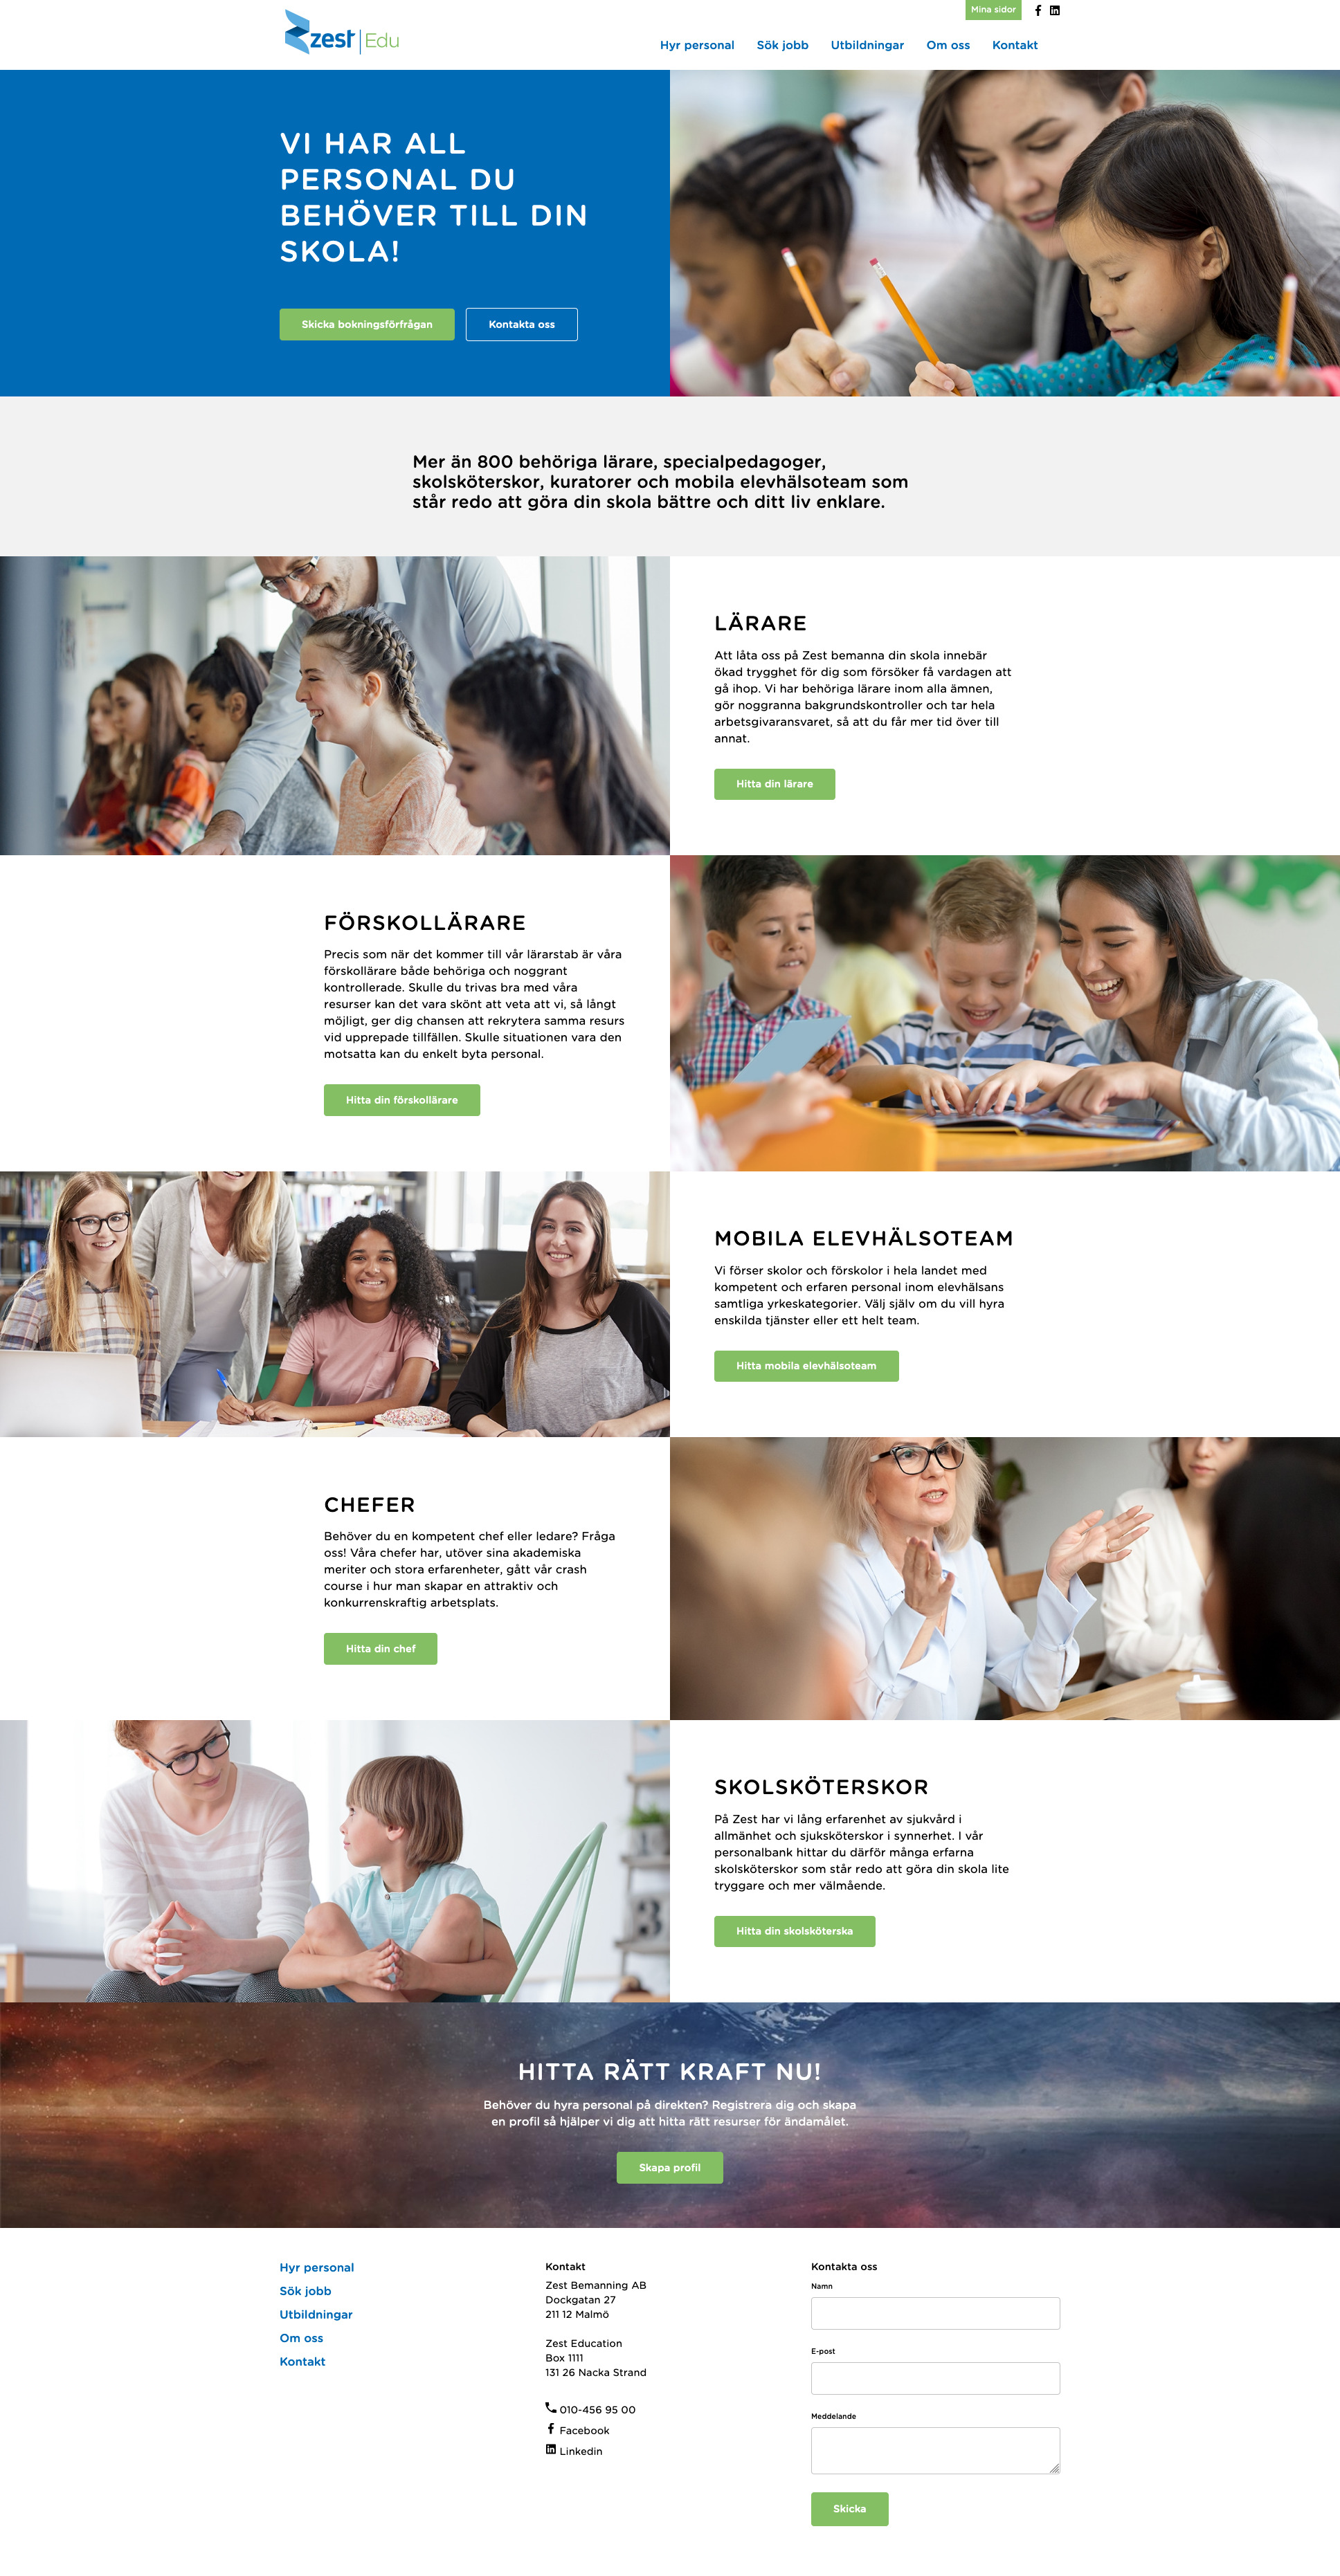 Mina sidor
zest Edu
Hyr personal Sök jobb Utbildningar Om oss Kontakt
VI HAR ALL
PERSONAL DU
BEHÖVER TILL DIN
SKOLA!
Skicka bokningsförfrågan Kontakta oss
Mer än 800 behöriga lärare, specialpedagoger,
skolsköterskor, kuratorer och mobila elevhälsoteam som
står redo att göra din skola bättre och ditt liv enklare.
LÄRARE
Att låta oss på Zest bemanna din skola innebär
ökad trygghet för dig som försöker få vardagen att
gå ihop. Vi har behöriga lärare inom alla ämnen,
gör noggranna bakgrundskontroller och tar hela
arbetsgivaransvaret, så att du får mer tid över till
annat.
Hitta din lärare
FÖRSKOLLÄRARE
Precis som när det kommer till vår lärarstab är våra
förskollärare både behöriga och noggrant
kontrollerade. Skulle du trivas bra med våra
resurser kan det vara skönt att veta att vi, så långt
möjligt, ger dig chansen att rekrytera samma resurs
vid upprepade tillfällen. Skulle situationen vara den
motsatta kan du enkelt byta personal.
Hitta din förskollärare
MOBILA ELEVHÄLSOTEAM
Vi förser skolor och förskolor i hela landet med
kompetent och erfaren personal inom elevhälsans
samtliga yrkeskategorier. Välj själv om du vill hyra
enskilda tjänster eller ett helt team.
Hitta mobila elevhälsoteam
CHEFER
Behöver du en kompetent chef eller ledare? Fråga
oss! Våra chefer har, utöver sina akademiska
meriter och stora erfarenheter, gått vår crash
course i hur man skapar en attraktiv och
konkurrenskraftig arbetsplats.
Hitta din chef
SKOLSKÖTERSKOR
På Zest har vi lång erfarenhet av sjukvård i
allmänhet och sjuksköterskor i synnerhet. I vår
personalbank hittar du därför många erfarna
skolsköterskor som står redo att göra din skola lite
tryggare och mer välmående.
Hitta din skolsköterska
HITTA RÄTT KRAFT NU!
Behöver du hyra personal på direkten? Registrera dig och skapa
en profil så hjälper vi dig att hitta rätt resurser för ändamålet.
Skapa profil
Hyr personal
Sök jobb
Utbildningar
Om oss
Kontakt
Kontakt
Zest Bemanning AB
Dockgatan 27
211 12 Malmö
Zest Education
Box 1111
131 26 Nacka Strand
010-456 95 00
Facebook
Linkedin
Kontakta oss
Namn
E-post
Meddelande
Skicka